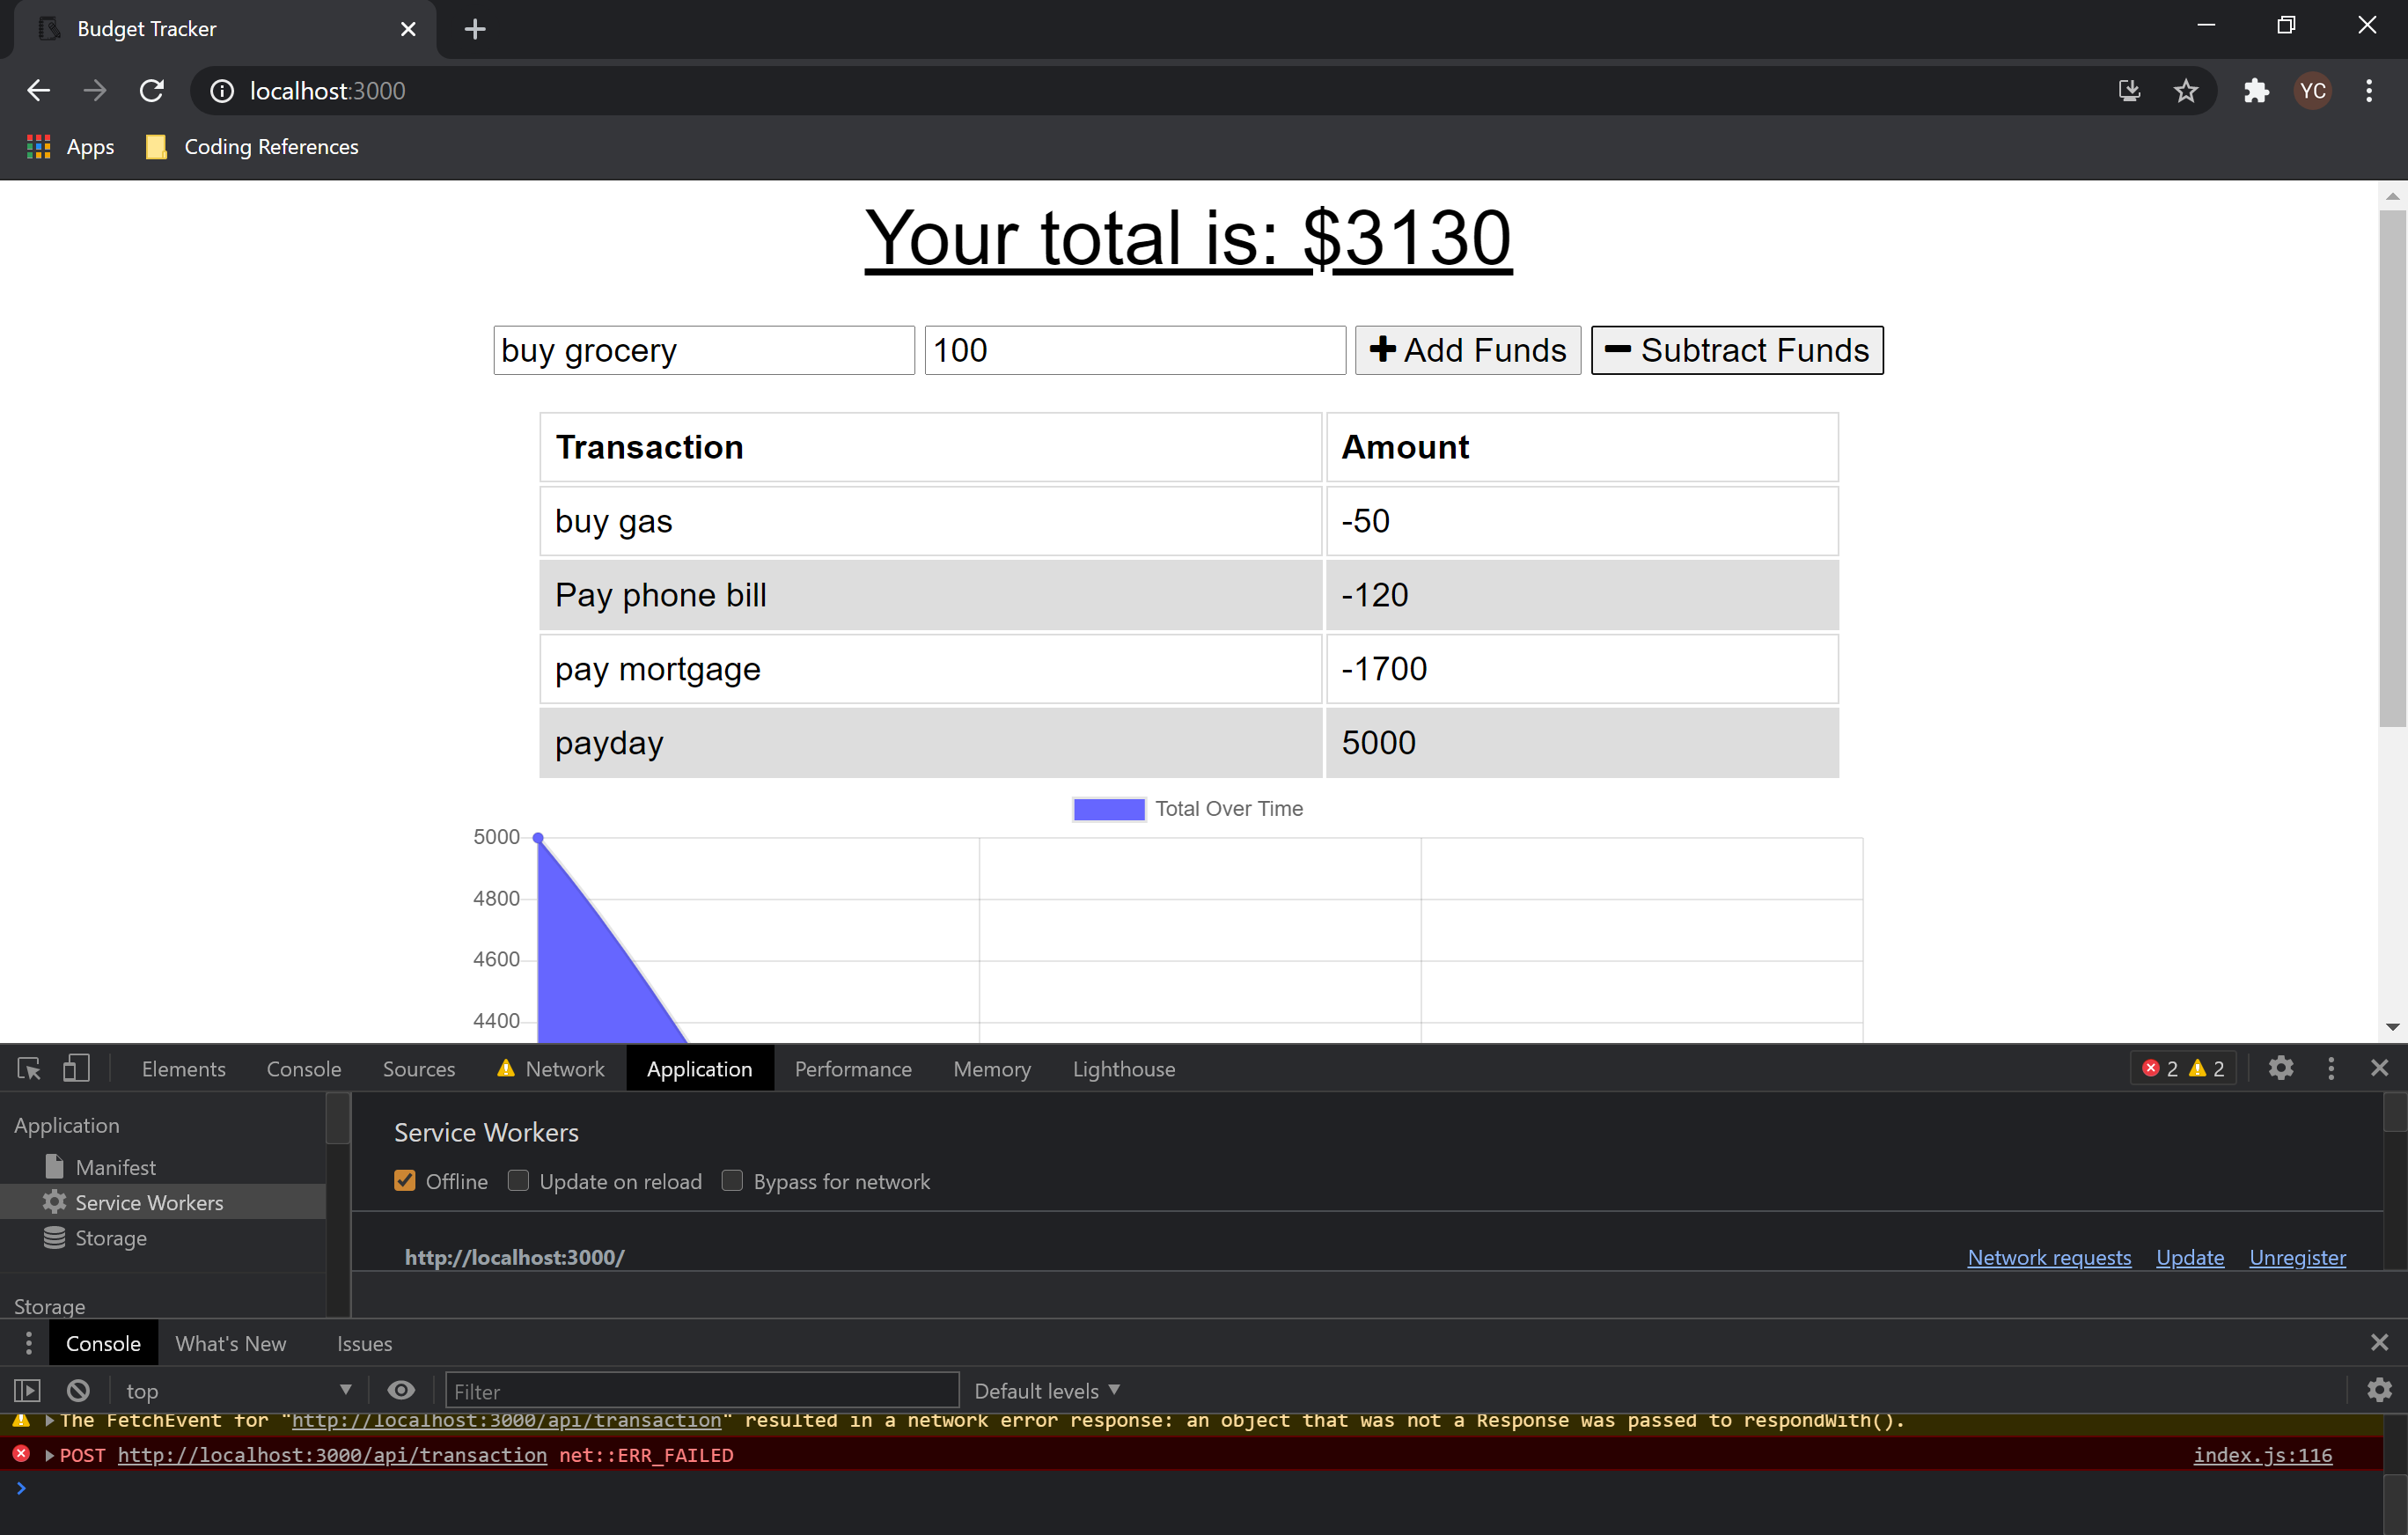 Budget Tracker
localhost:3000
YC
Apps
Coding References
Your total is: $3130
buy grocery 100 Add Funds Subtract Funds
Transaction Amount
buy gas -50
Pay phone bill -120
pay mortgage -1700
payday 5000
Total Over Time
5000
4800
4600
4400
Elements Console Sources Network Application Performance Memory Lighthouse 2 2
Application
Manifest
Service Workers
Storage
Storage
Service Workers
Offline Update on reload Bypass for network
http://localhost:3000/ Network requests Update Unregister
Console What's New Issues
top Filter Default levels
The FetchEvent for "http://localhost:3000/api/transaction" resulted in a network error response: an object that was not a Response was passed to respondWith().
POST http://localhost:3000/api/transaction net::ERR_FAILED index.js:116